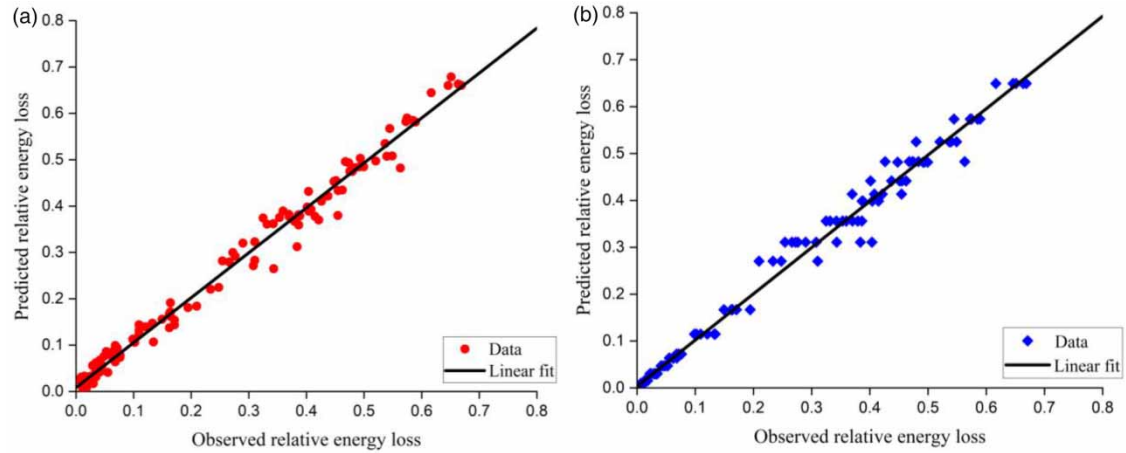 (a)
0.8
0.7
0.6
0.5
0.4
0.3
0.2
0.1
0.0
0.0 0.1 0.2 0.3 0.4 0.5 0.6 0.7 0.8
Predicted relative energy loss
Observed relative energy loss
Data
Linear fit
(b)
0.8
0.7
0.6
0.5
0.4
0.3
0.2
0.1
0.0
0.0 0.1 0.2 0.3 0.4 0.5 0.6 0.7 0.8
Predicted relative energy loss
Observed relative energy loss
Data
Linear fit